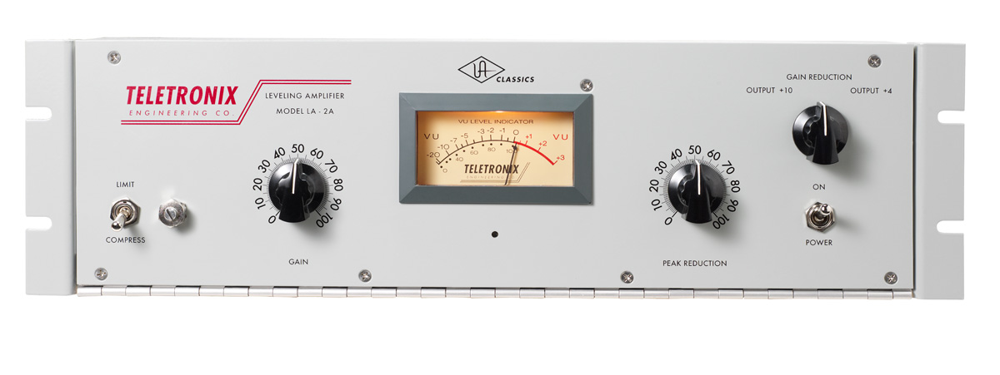 UA
CLASSICS
TELETRONIX
ENGINEERING CO.
LEVELING AMPLIFIER
MODEL LA - 2A
GAIN REDUCTION
OUTPUT +10
OUTPUT +4
VU LEVEL INDICATOR
VU
VU
-20 -10 -7 -5 -3 -2 -1 0 +1 +2 +3
0 40 60 80 100
TELETRONIX
ENGINEERING CO.
LIMIT
COMPRESS
0 10 20 30 40 50 60 70 80 90 100
GAIN
0 10 20 30 40 50 60 70 80 90 100
PEAK REDUCTION
ON
POWER